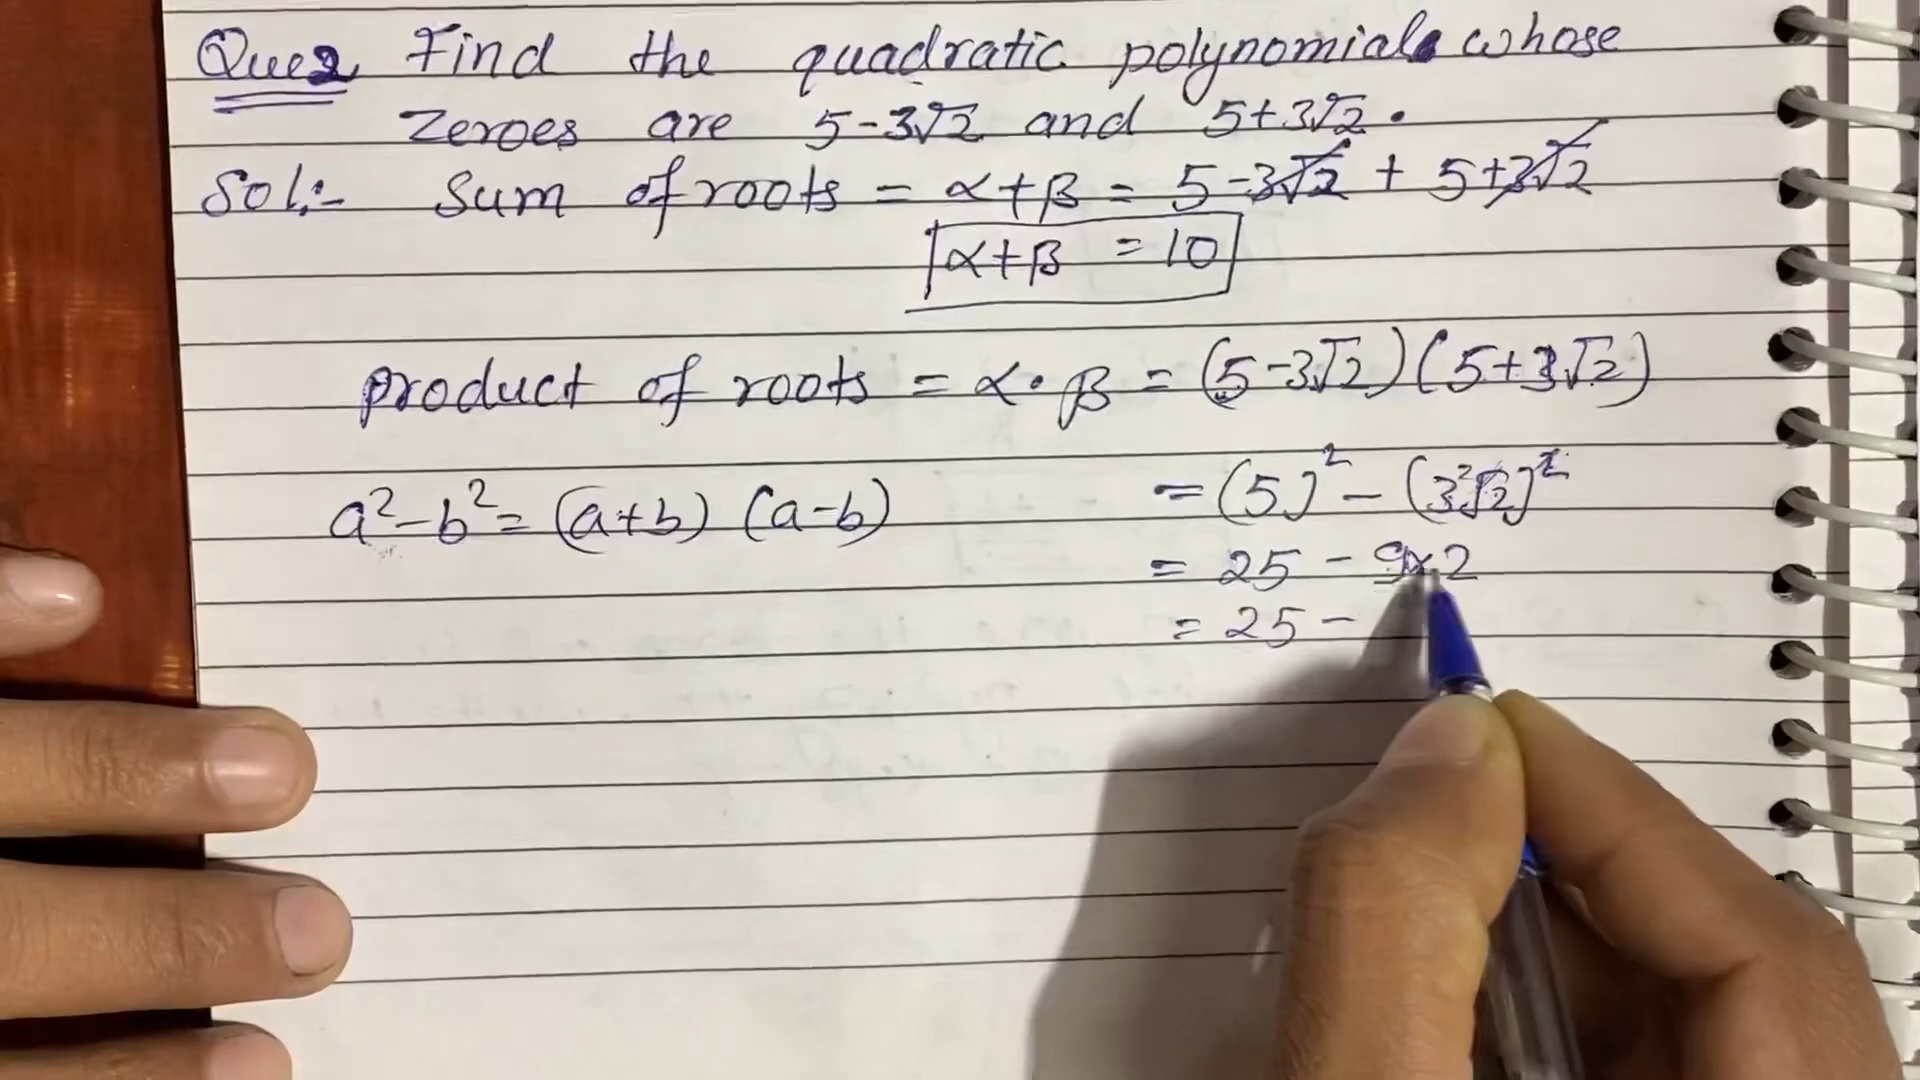 Que2 Find the quadratic polynomial whose
zeroes are 5-3√2 and 5+3√2.
Sol:- Sum of roots = α+β = 5-3√2 + 5+3√2
α+β = 10
product of roots = α·β = (5-3√2)(5+3√2)
a²-b² = (a+b) (a-b)
= (5)² - (3²√2)²
= 25 - 9×2
= 25 -